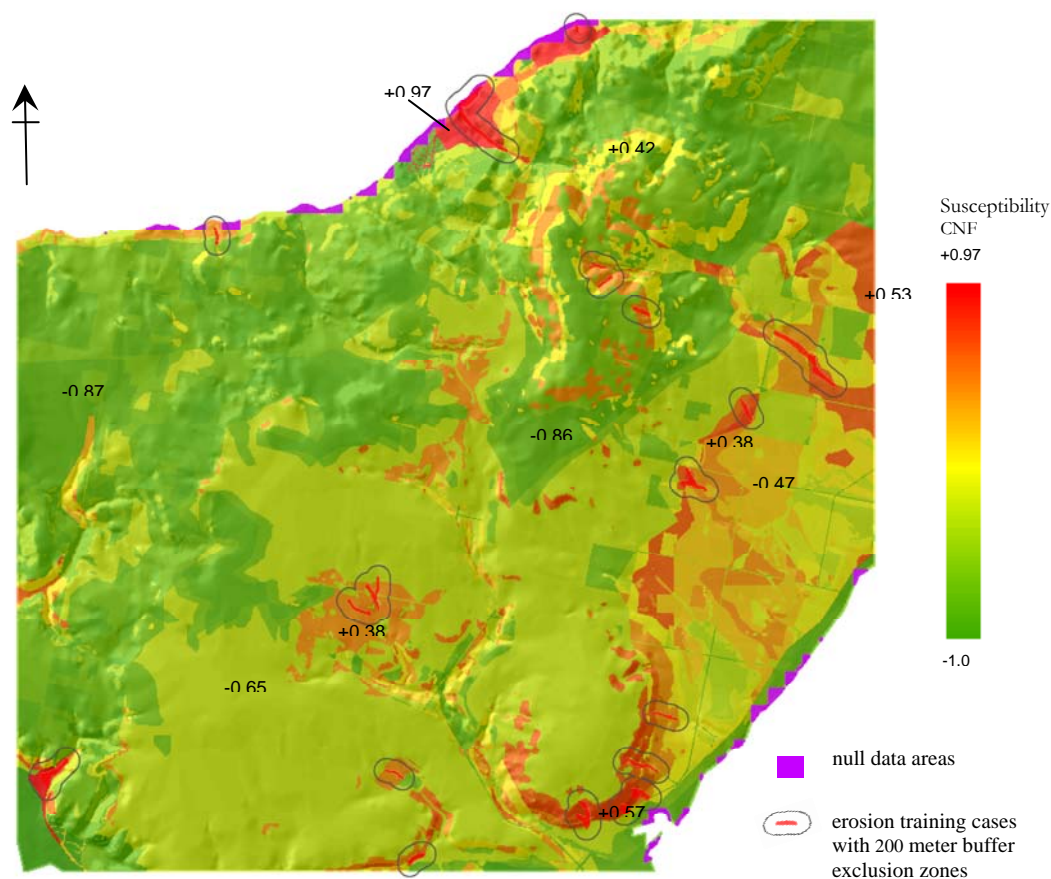 +0.97
+0.42
Susceptibility
CNF
+0.97
+0.53
-0.87
-0.86
+0.38
-0.47
+0.38
-0.65
-1.0
null data areas
+0.57
erosion training cases
with 200 meter buffer
exclusion zones